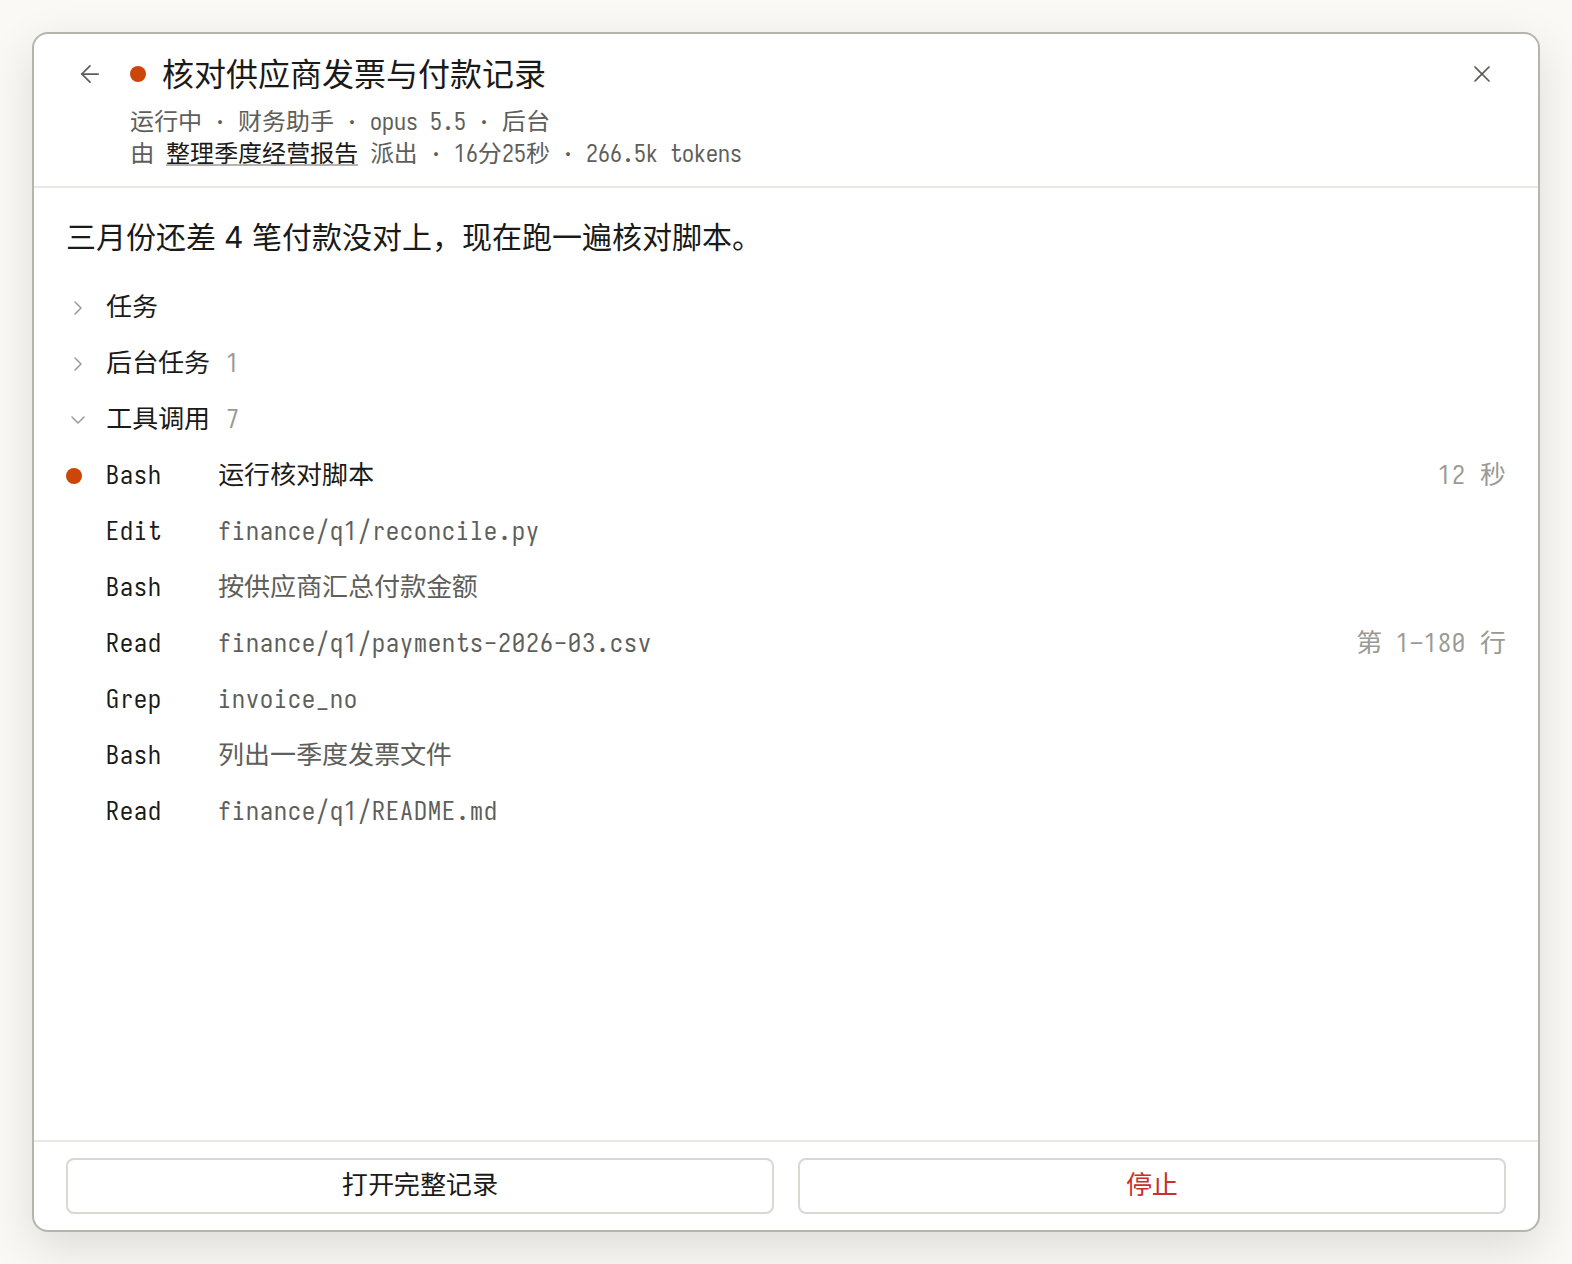 核对供应商发票与付款记录
运行中 · 财务助手 · opus 5.5 · 后台
由 整理季度经营报告 派出 · 16分25秒 · 266.5k tokens
三月份还差 4 笔付款没对上，现在跑一遍核对脚本。
任务
后台任务 1
工具调用 7
Bash 运行核对脚本 12 秒
Edit finance/q1/reconcile.py
Bash 按供应商汇总付款金额
Read finance/q1/payments-2026-03.csv 第 1-180 行
Grep invoice_no
Bash 列出一季度发票文件
Read finance/q1/README.md
打开完整记录 停止